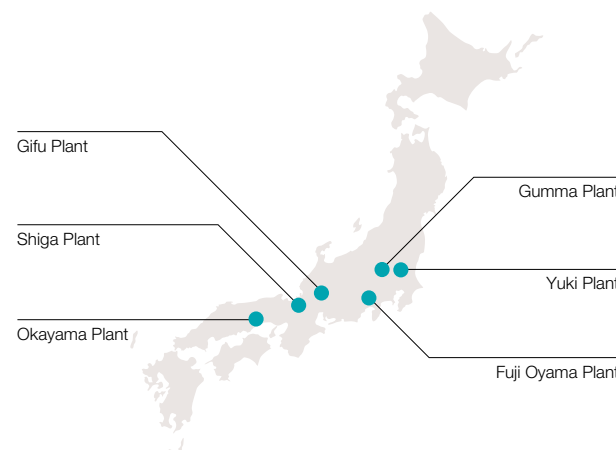 Gifu Plant
Gumma Plant
Shiga Plant
Yuki Plant
Okayama Plant
Fuji Oyama Plant